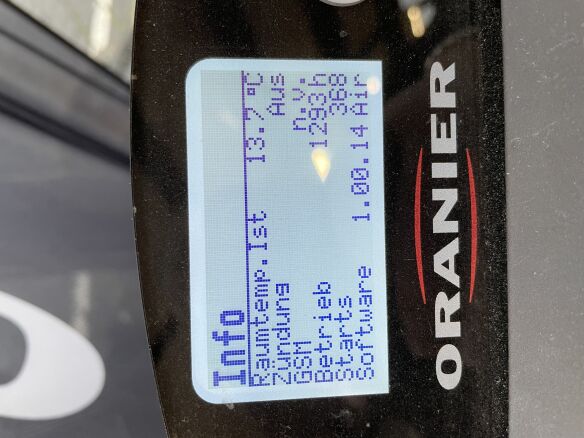 Info
Raumtemp.Ist 13.7 °C
Zündung Aus
GSM n.v.
Betrieb 1293h
Starts 368
Software 1.00.14 Air
ORANIER